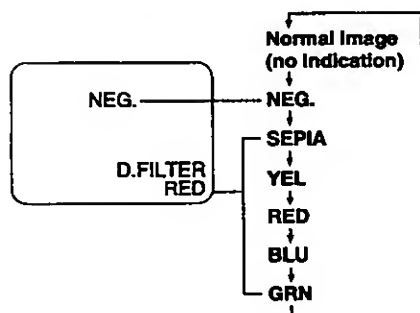 NEG.
D.FILTER
RED
Normal Image
(no Indication)
NEG.
SEPIA
YEL
RED
BLU
GRN